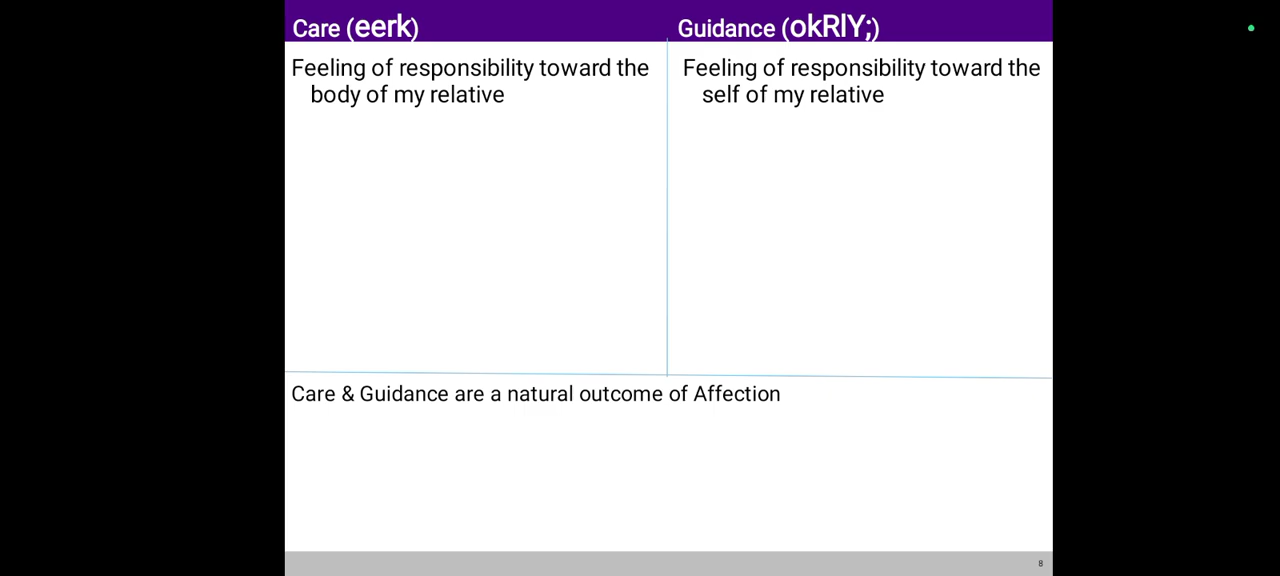 Care (eerk)
Guidance (okRlY;)
Feeling of responsibility toward the
body of my relative
Feeling of responsibility toward the
self of my relative
Care & Guidance are a natural outcome of Affection
8